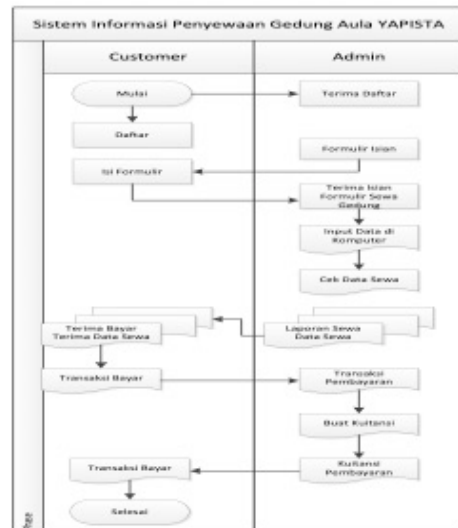 Sistem Informasi Penyewaan Gedung Aula YAPISTA
Customer
Admin
Mulai
Terima Daftar
Daftar
Formulir Isian
Isi Formulir
Terima Isian
Formulir Sewa
Gedung
Input Data di
Komputer
Cek Data Sewa
Terima Bayar
Terima Data Sewa
Laporan Sewa
Data Sewa
Transaksi Bayar
Transaksi
Pembayaran
Buat Kuitansi
Transaksi Bayar
Kuitansi
Pembayaran
Selesai